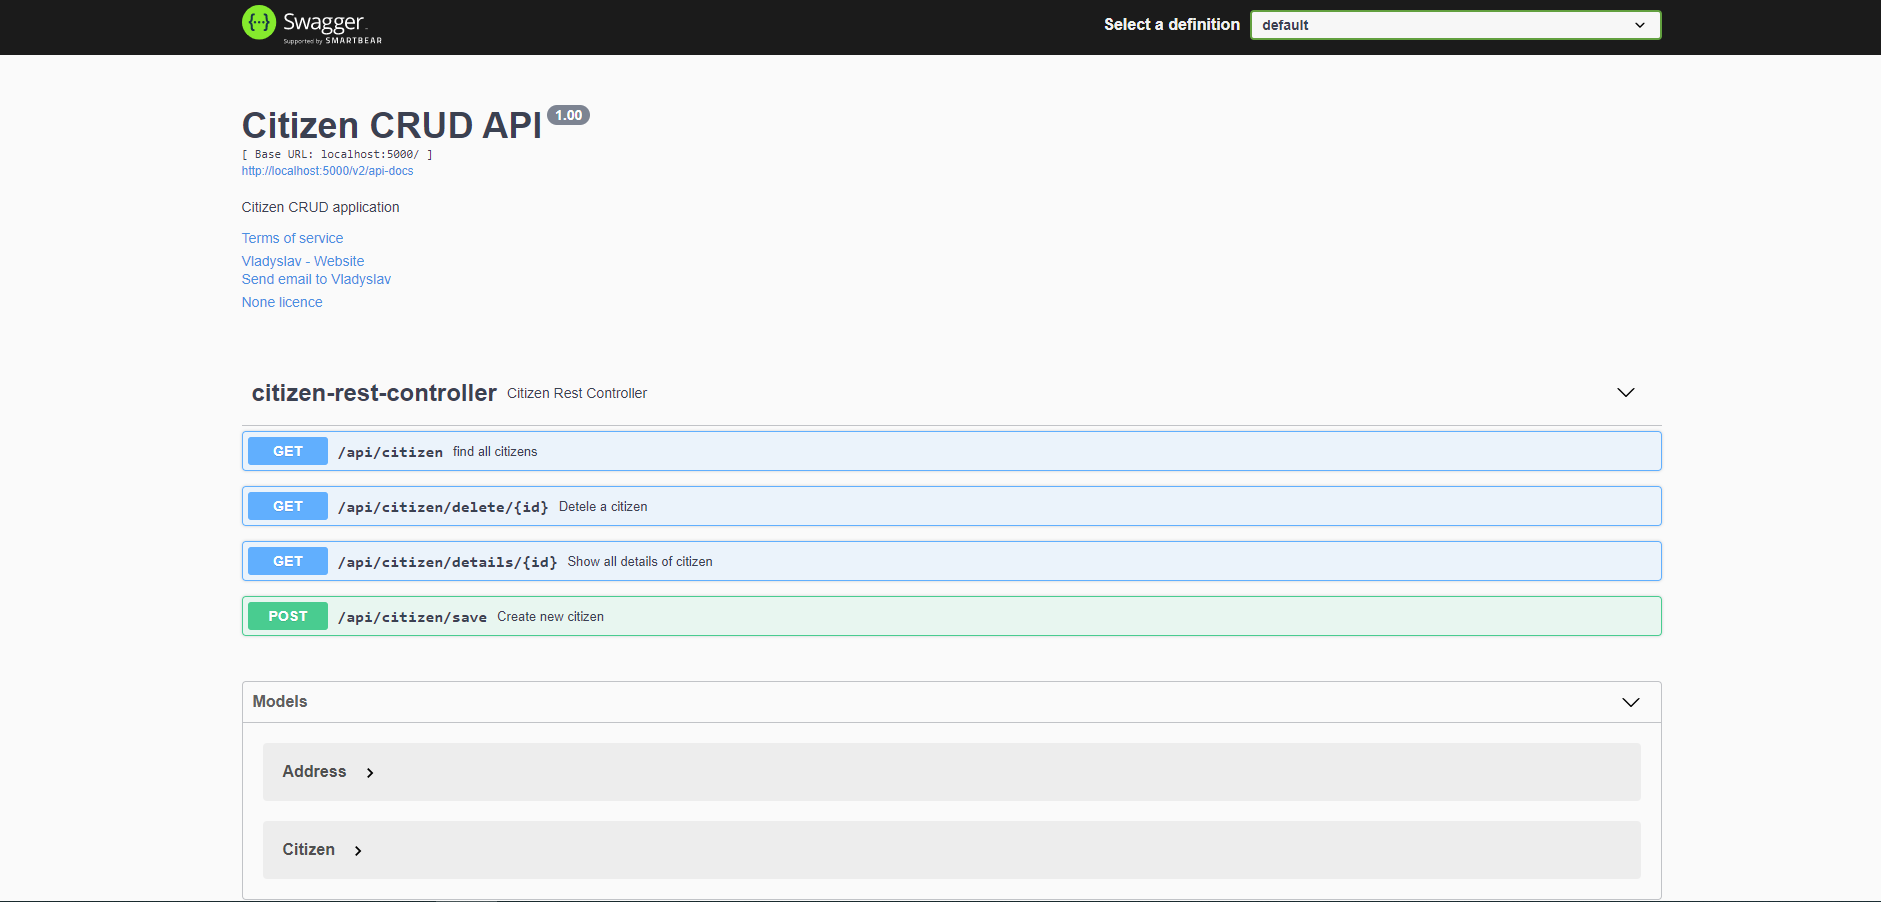 Swagger
Supported by SMARTBEAR
Select a definition
default
Citizen CRUD API 1.00
[ Base URL: localhost:5000/ ]
http://localhost:5000/v2/api-docs
Citizen CRUD application
Terms of service
Vladyslav - Website
Send email to Vladyslav
None licence
citizen-rest-controller Citizen Rest Controller
GET /api/citizen find all citizens
GET /api/citizen/delete/{id} Detele a citizen
GET /api/citizen/details/{id} Show all details of citizen
POST /api/citizen/save Create new citizen
Models
Address
Citizen